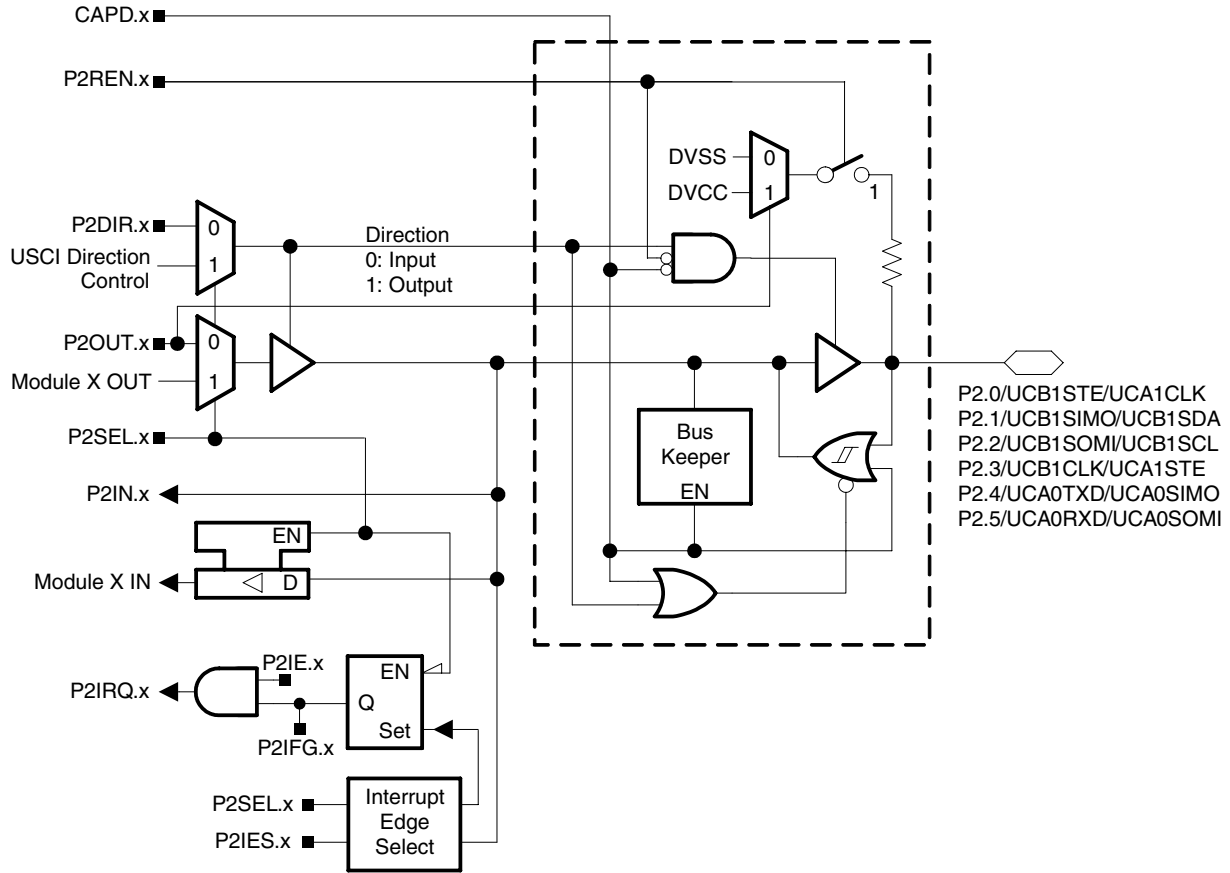 CAPD.x
P2REN.x
DVSS
0
DVCC
1
1
P2DIR.x
0
USCI Direction
Control
1
Direction
0: Input
1: Output
P2OUT.x
0
Module X OUT
1
P2SEL.x
Bus
Keeper
EN
P2.0/UCB1STE/UCA1CLK
P2.1/UCB1SIMO/UCB1SDA
P2.2/UCB1SOMI/UCB1SCL
P2.3/UCB1CLK/UCA1STE
P2.4/UCA0TXD/UCA0SIMO
P2.5/UCA0RXD/UCA0SOMI
P2IN.x
EN
Module X IN
D
P2IE.x
EN
P2IRQ.x
Q
Set
P2IFG.x
P2SEL.x
P2IES.x
Interrupt
Edge
Select